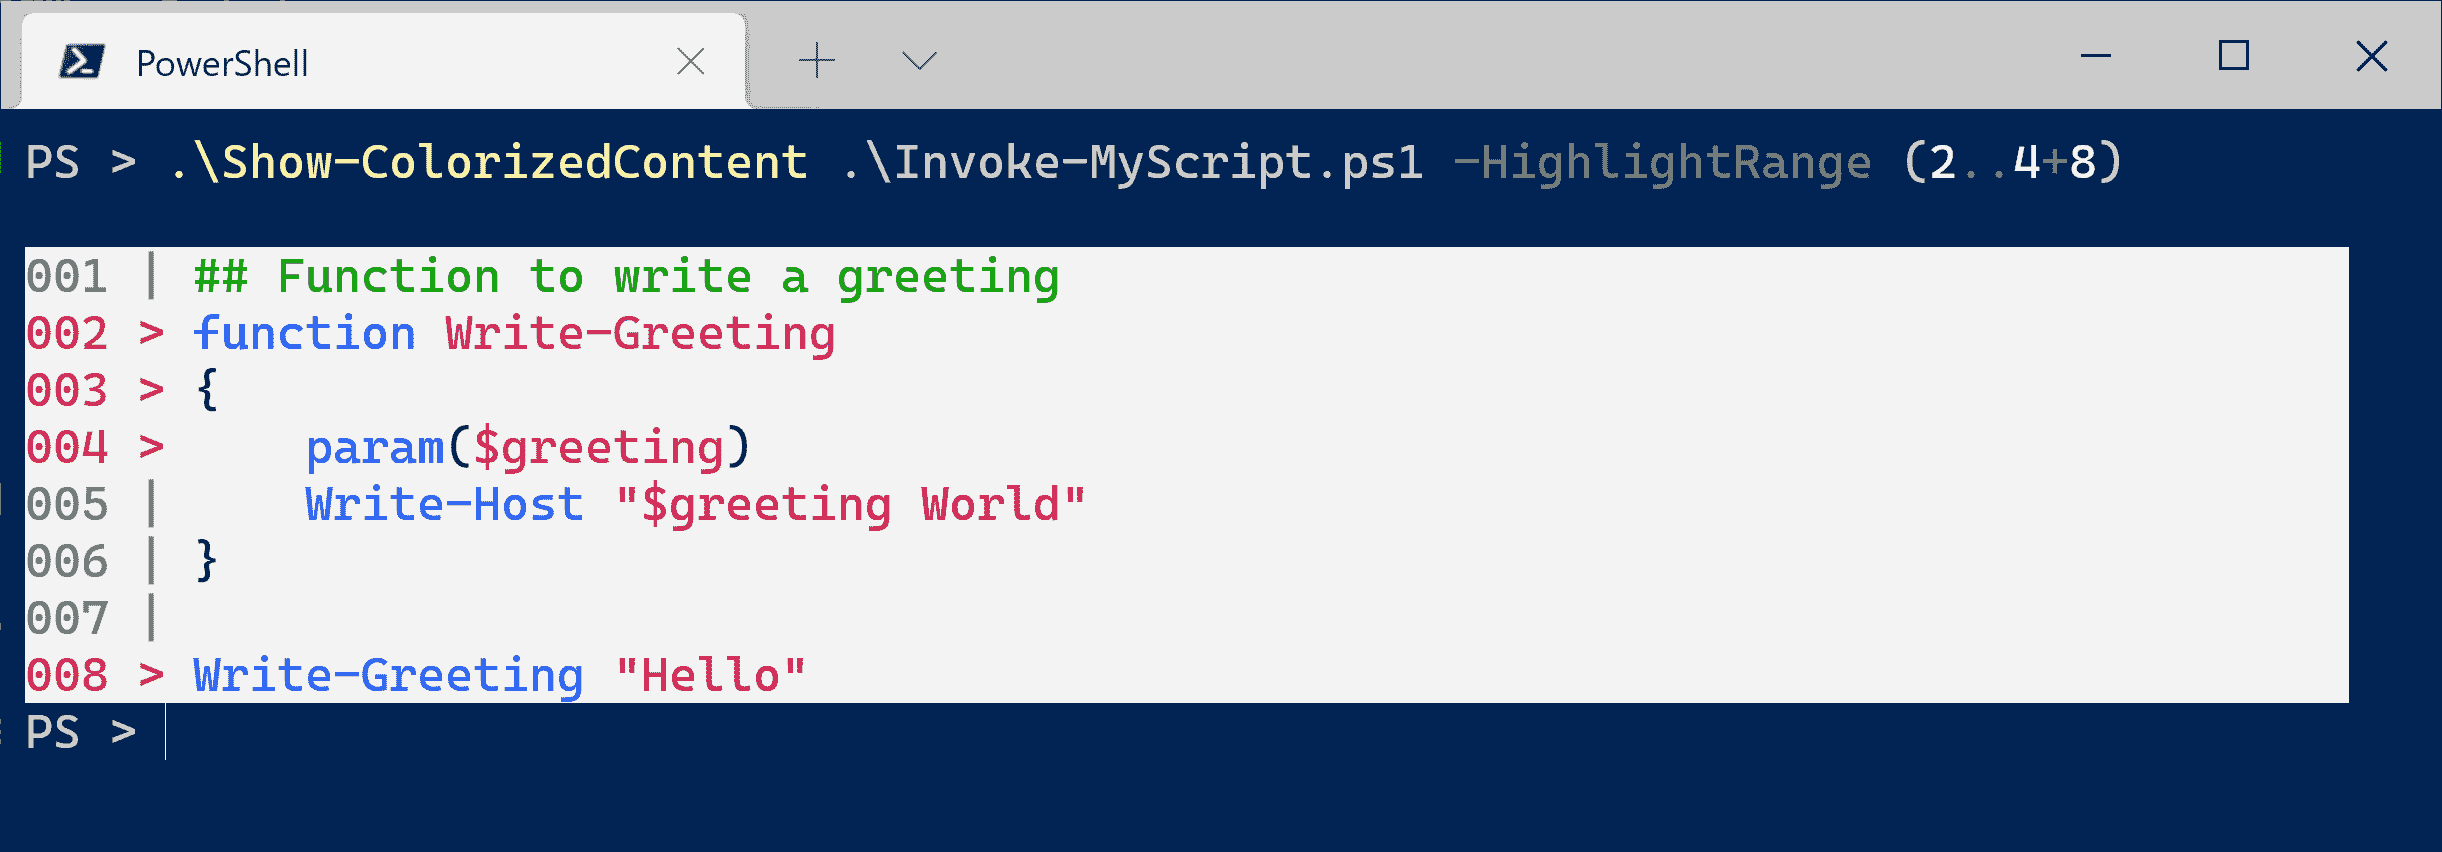 PowerShell
PS > .\Show-ColorizedContent .\Invoke-MyScript.ps1 -HighlightRange (2..4+8)
001 | ## Function to write a greeting
002 > function Write-Greeting
003 > {
004 >     param($greeting)
005 |     Write-Host "$greeting World"
006 | }
007 |
008 > Write-Greeting "Hello"
PS >